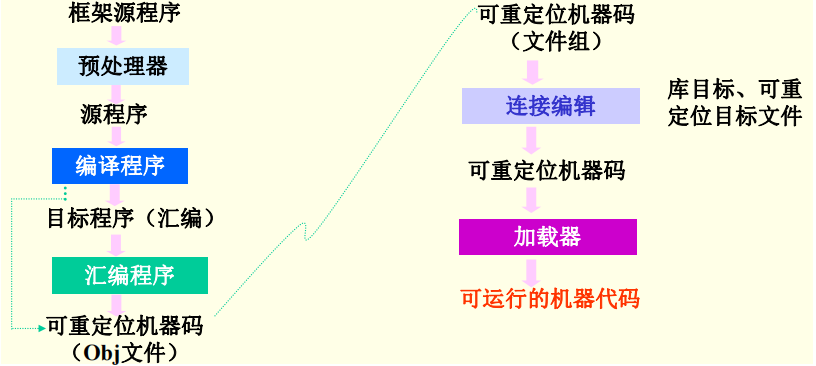 框架源程序
预处理器
源程序
编译程序
目标程序（汇编）
汇编程序
可重定位机器码
（Obj文件）
可重定位机器码
（文件组）
连接编辑
库目标、可重
定位目标文件
可重定位机器码
加载器
可运行的机器代码